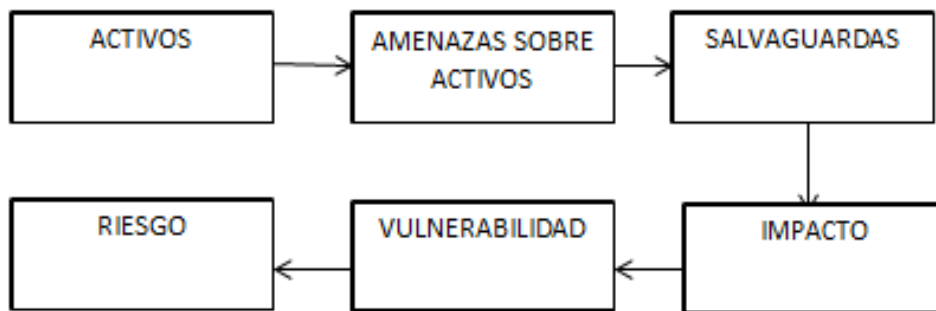 ACTIVOS
AMENAZAS SOBRE
ACTIVOS
SALVAGUARDAS
RIESGO
VULNERABILIDAD
IMPACTO